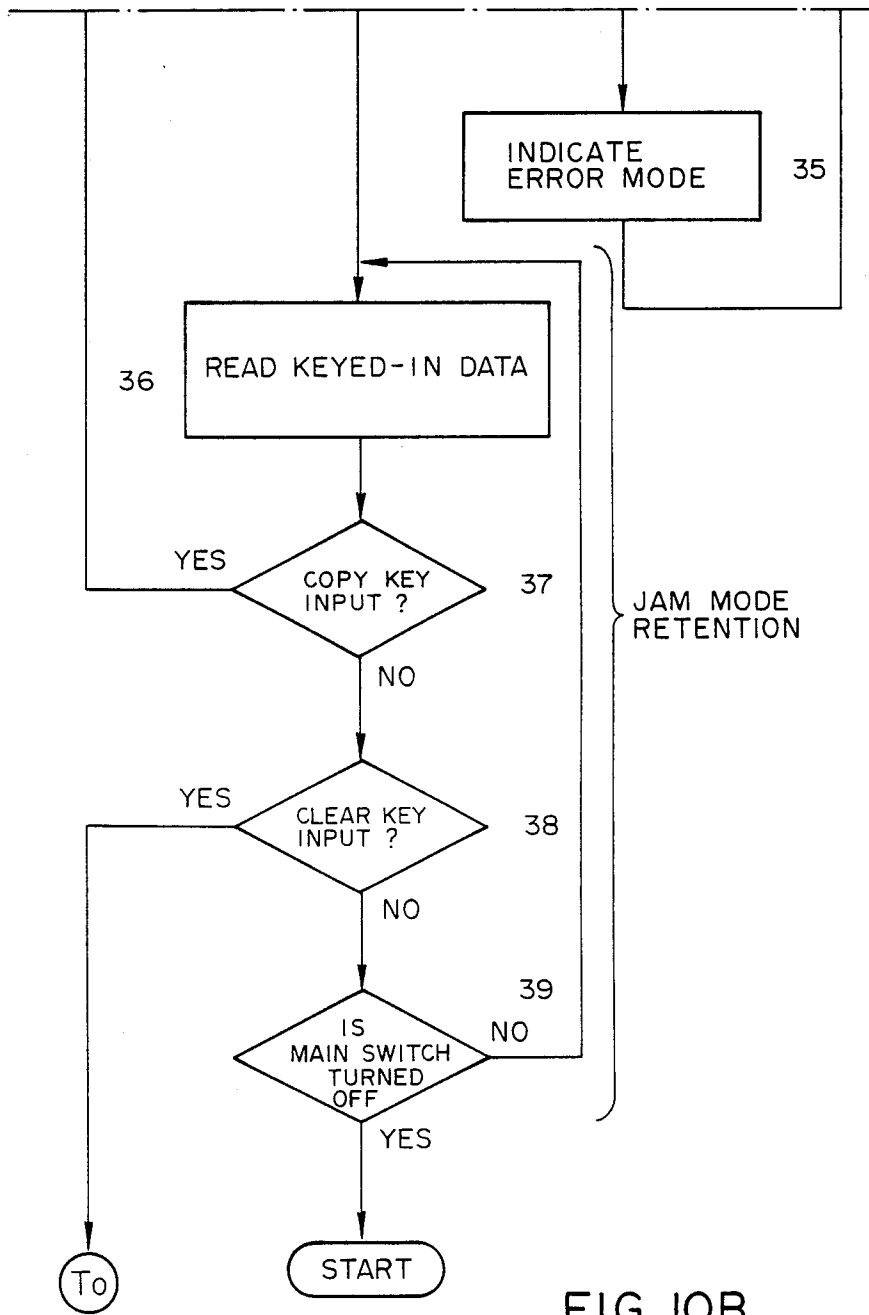 INDICATE
ERROR MODE
35
READ KEYED-IN DATA
36
YES
COPY KEY
INPUT ?
37
JAM MODE
RETENTION
NO
YES
CLEAR KEY
INPUT ?
38
NO
39
IS
MAIN SWITCH
TURNED
OFF
NO
YES
To
START
FIG. 10B